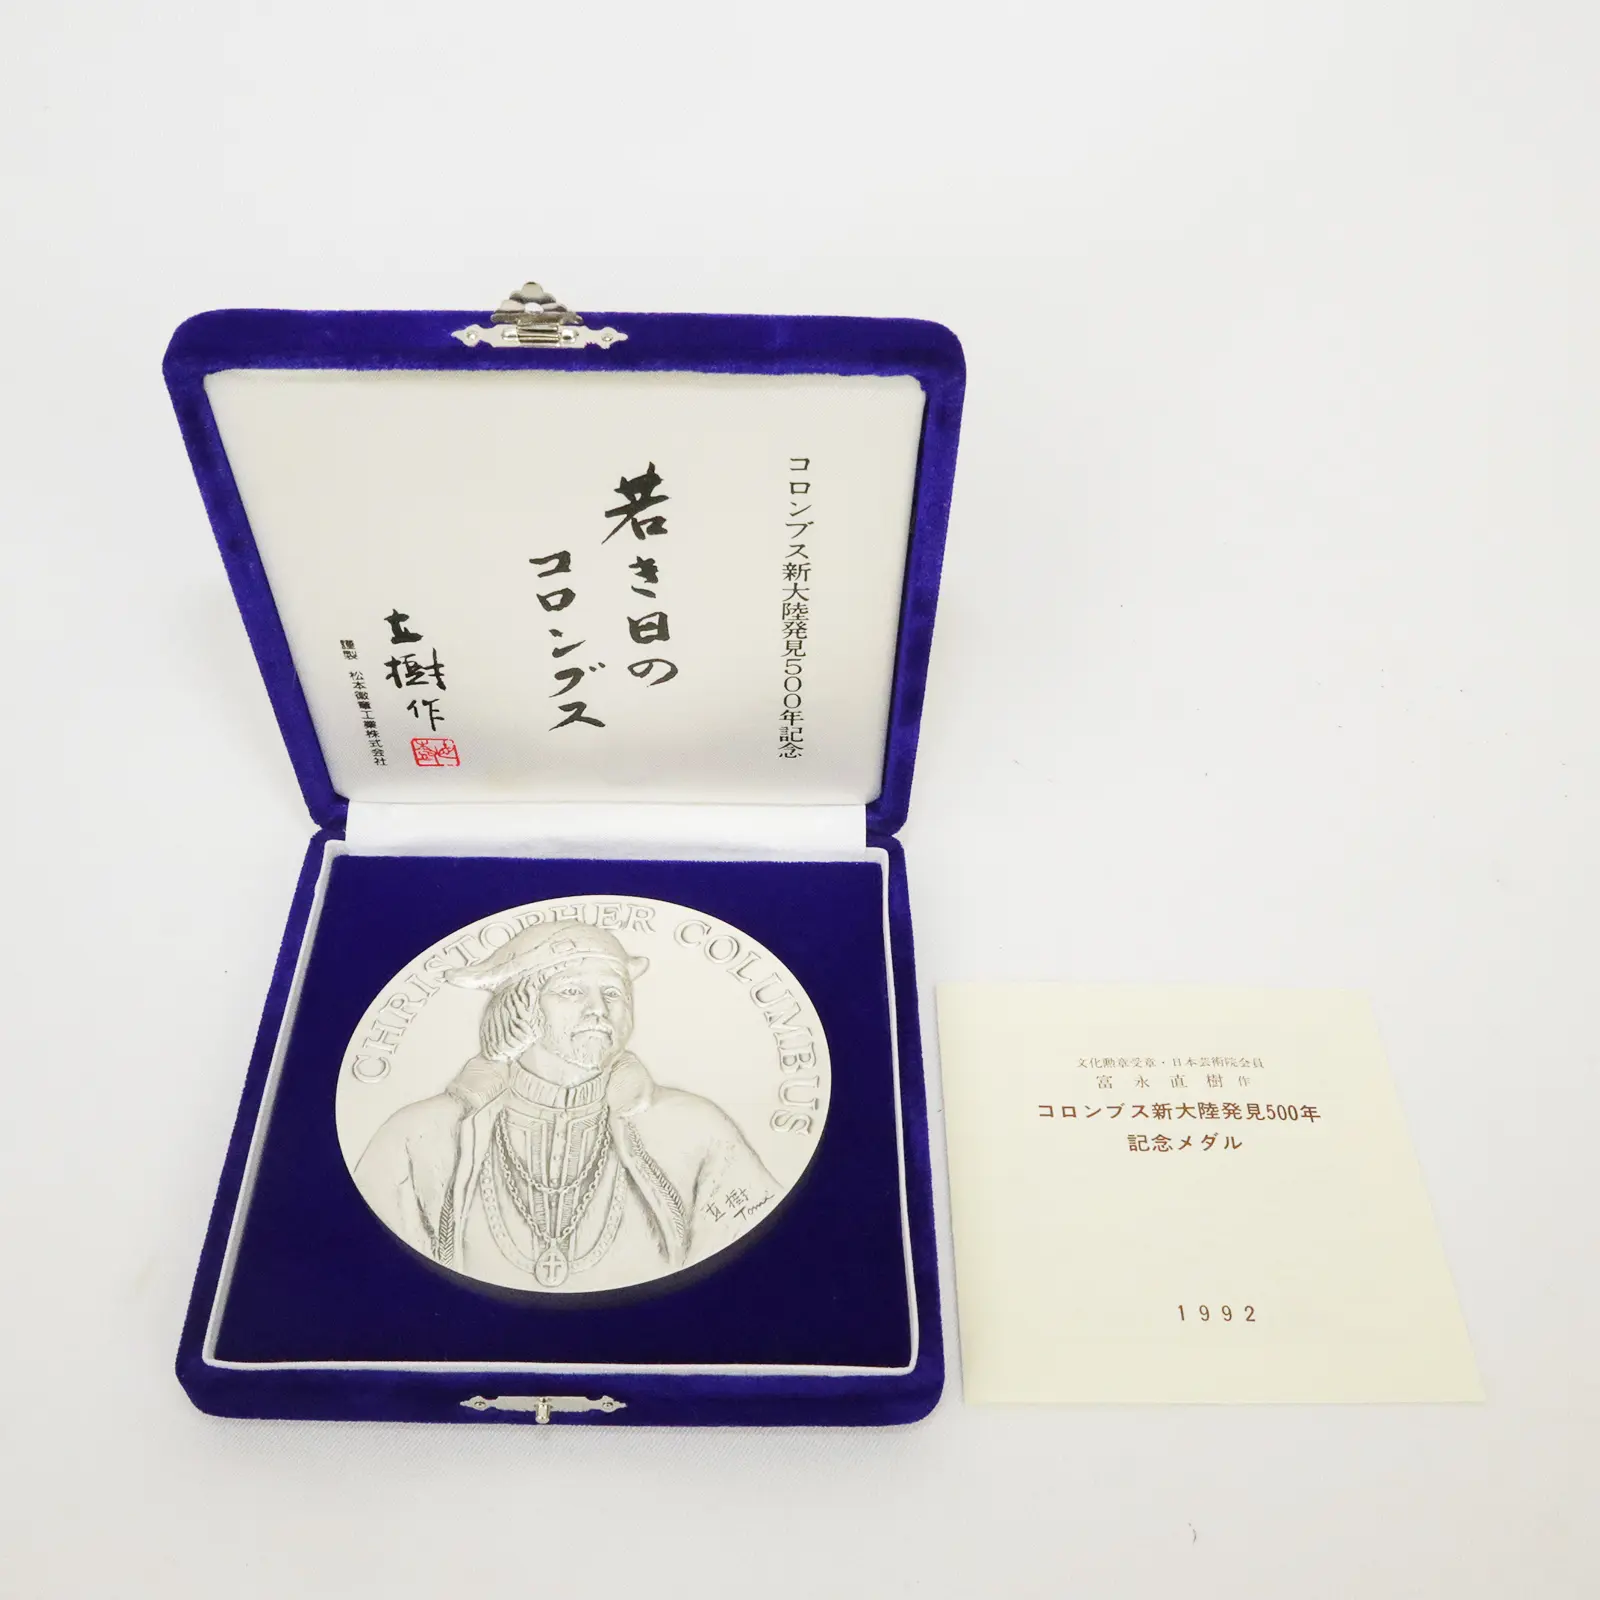 コロンブス新大陸発見500年記念
若き日の
コロンブス
直樹作
謹製 松本徽章工業株式会社
CHRISTOPHER COLUMBUS
直樹
文化勲章受章・日本芸術院会員
富永直樹作
コロンブス新大陸発見500年
記念メダル
1992